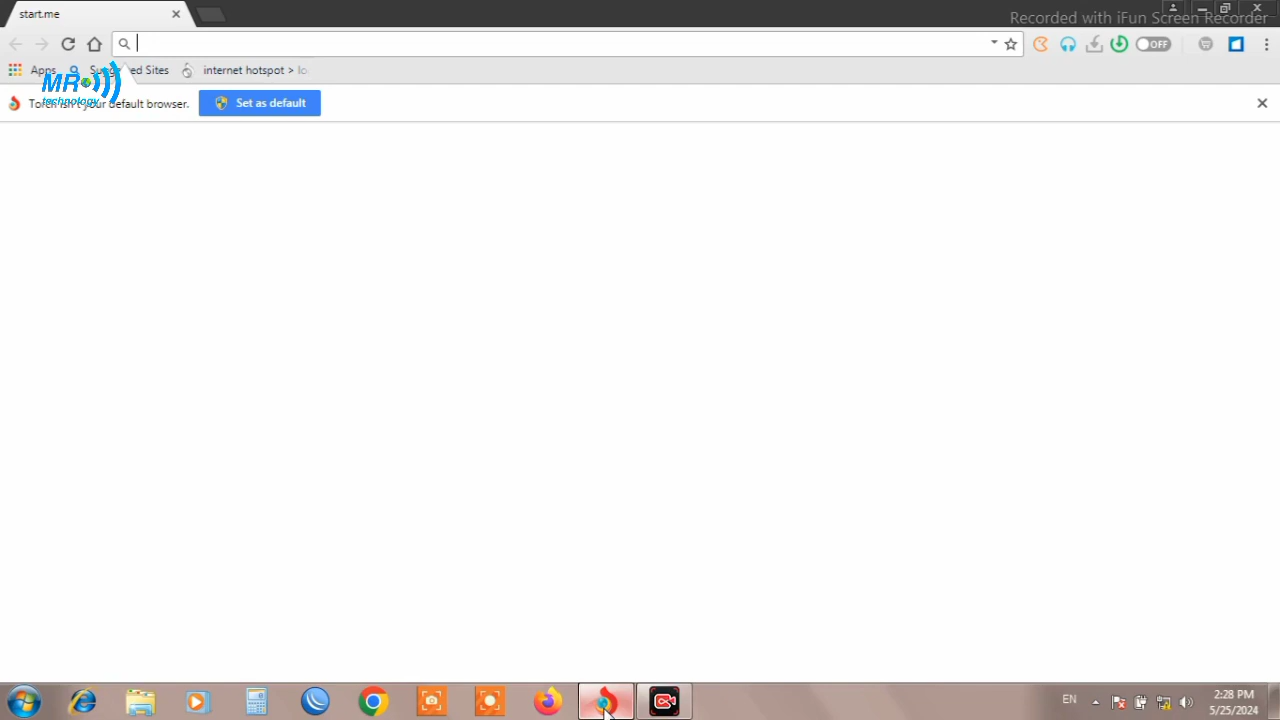 start.me
Recorded with iFun Screen Recorder
OFF
Apps
ed Sites
internet hotspot > lo
MR
technology
Torch isn't your default browser.
Set as default
EN
2:28 PM
5/25/2024